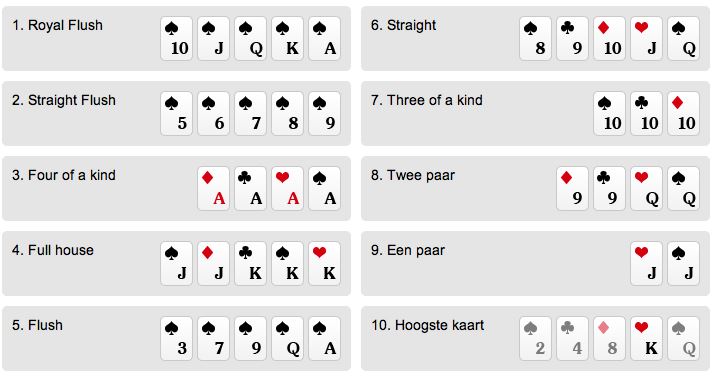 1. Royal Flush
10 J Q K A
2. Straight Flush
5 6 7 8 9
3. Four of a kind
A A A A
4. Full house
J J K K K
5. Flush
3 7 9 Q A
6. Straight
8 9 10 J Q
7. Three of a kind
10 10 10
8. Twee paar
9 9 Q Q
9. Een paar
J J
10. Hoogste kaart
2 4 8 K Q